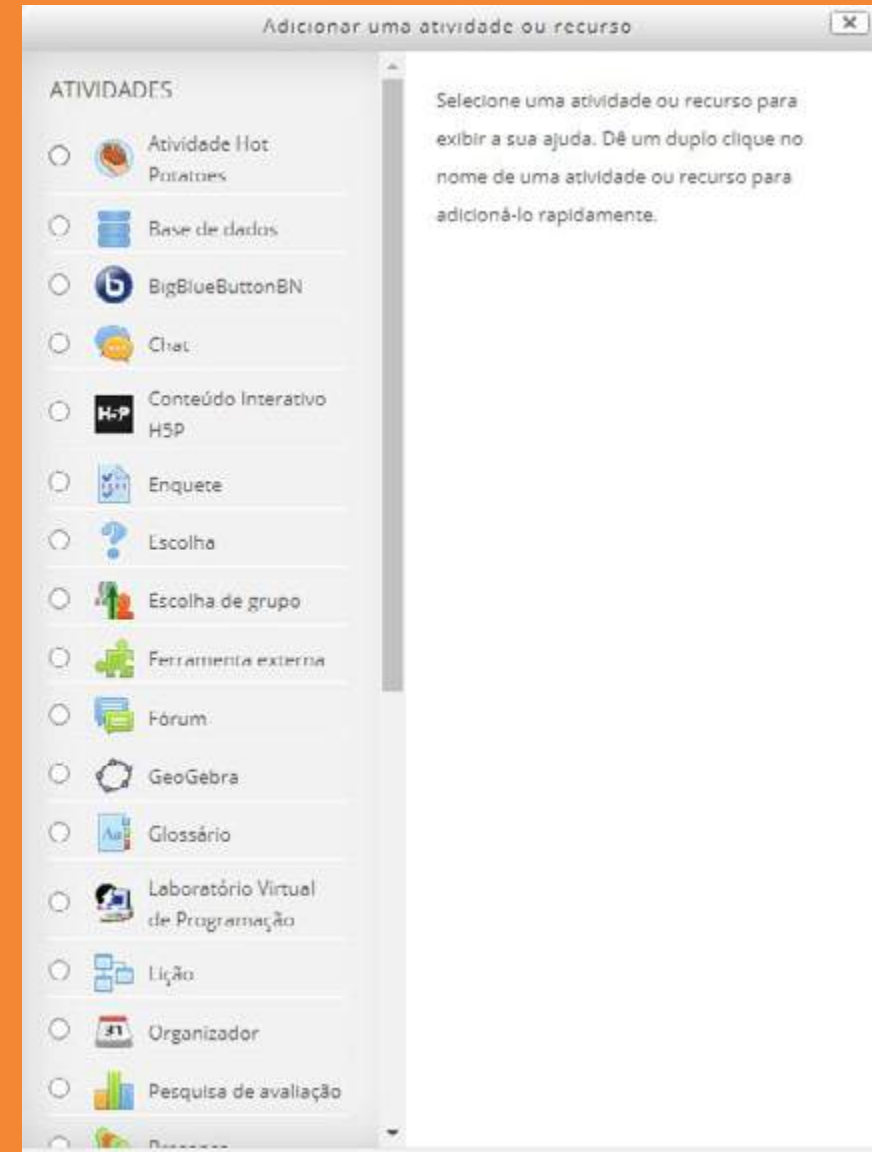 Adicionar uma atividade ou recurso
ATIVIDADES
Atividade Hot
Potatoes
Base de dados
BigBlueButtonBN
Chat
Conteúdo Interativo
H5P
Enquete
Escolha
Escolha de grupo
Ferramenta externa
Fórum
GeoGebra
Glossário
Laboratório Virtual
de Programação
Lição
Organizador
Pesquisa de avaliação
Selecione uma atividade ou recurso para
exibir a sua ajuda. Dê um duplo clique no
nome de uma atividade ou recurso para
adicioná-lo rapidamente.